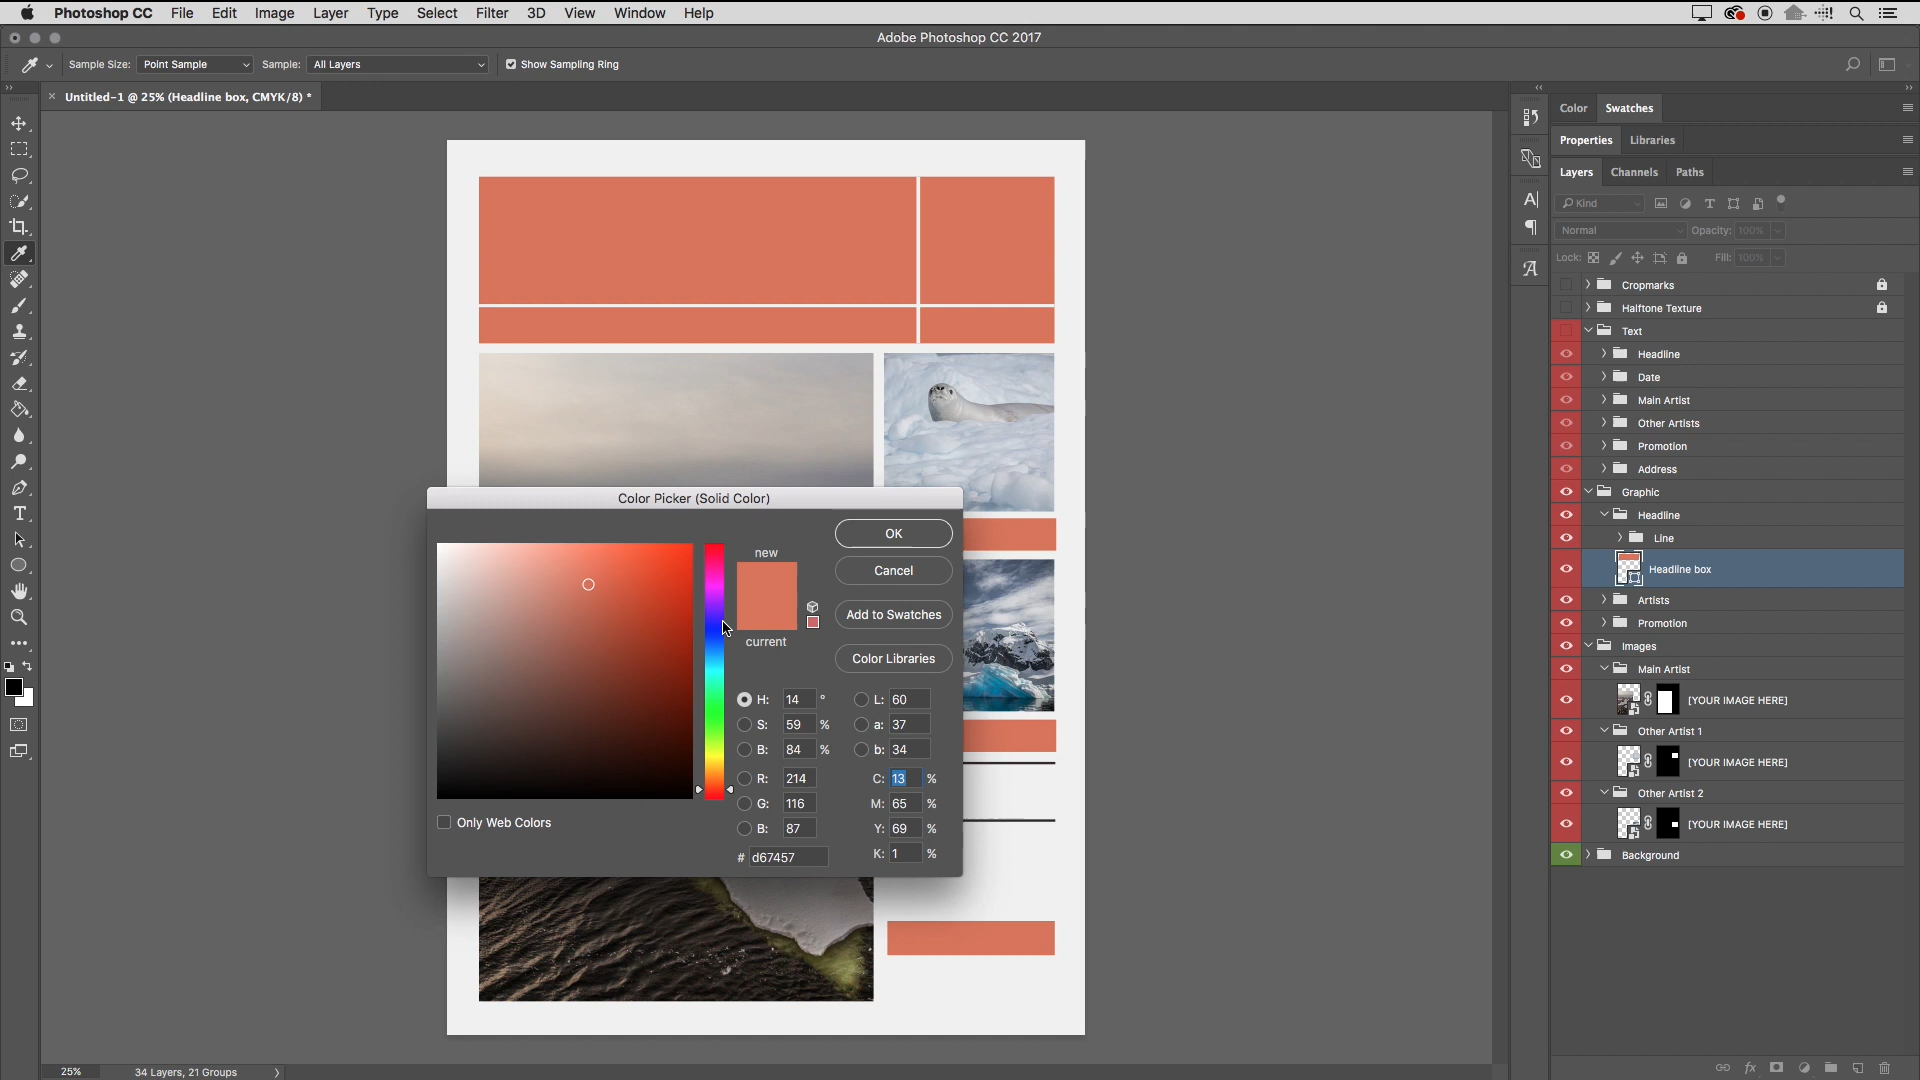 Photoshop CC File Edit Image Layer Type Select Filter 3D View Window Help
Adobe Photoshop CC 2017
Sample Size: Point Sample Sample: All Layers Show Sampling Ring
Untitled-1 @ 25% (Headline box, CMYK/8) *
Color Picker (Solid Color)
new
current
OK
Cancel
Add to Swatches
Color Libraries
H: 14 ° L: 60
S: 59 % a: 37
B: 84 % b: 34
R: 214 C: 13 %
G: 116 M: 65 %
B: 87 Y: 69 %
# d67457 K: 1 %
Only Web Colors
Color Swatches
Properties Libraries
Layers Channels Paths
Kind
Normal Opacity: 100%
Lock: Fill: 100%
Cropmarks
Halftone Texture
Text
Headline
Date
Main Artist
Other Artists
Promotion
Address
Graphic
Headline
Line
Headline box
Artists
Promotion
Images
Main Artist
[YOUR IMAGE HERE]
Other Artist 1
[YOUR IMAGE HERE]
Other Artist 2
[YOUR IMAGE HERE]
Background
25% 34 Layers, 21 Groups